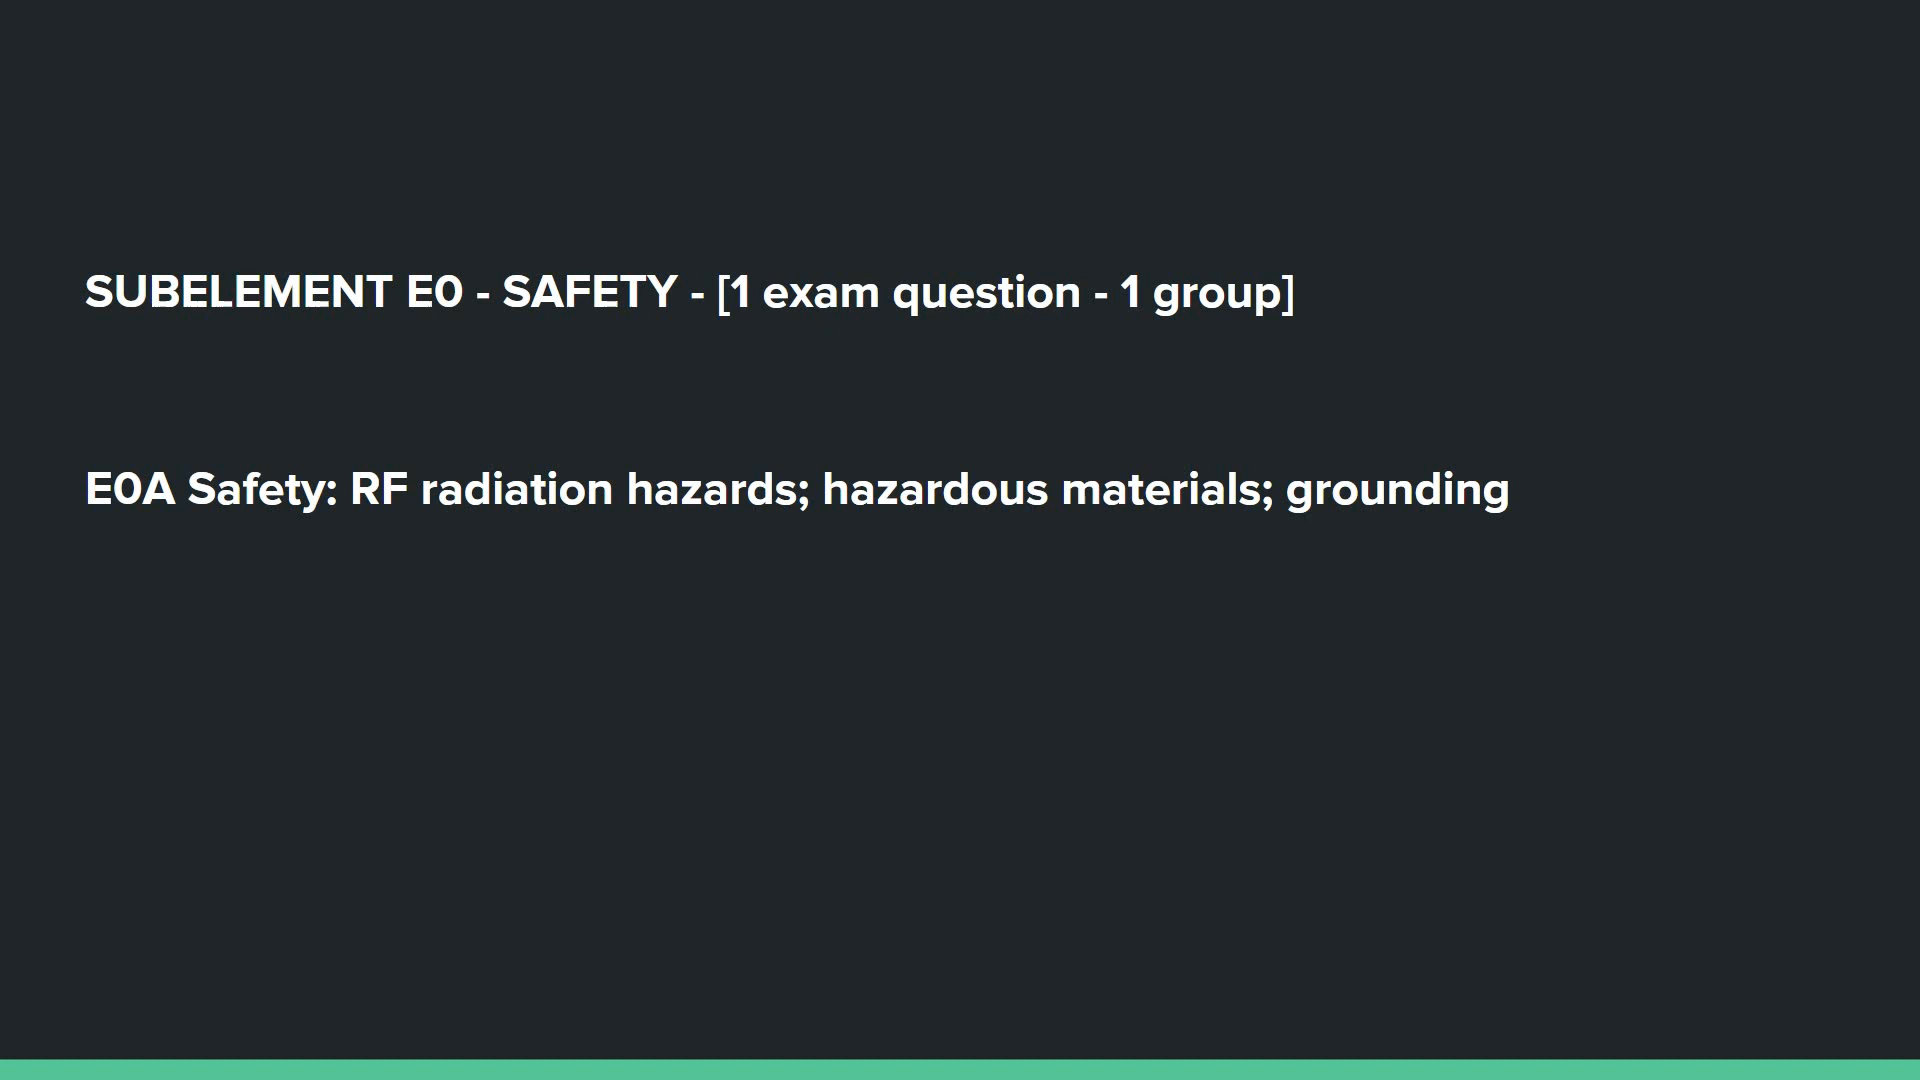 SUBELEMENT E0 - SAFETY - [1 exam question - 1 group]
E0A Safety: RF radiation hazards; hazardous materials; grounding